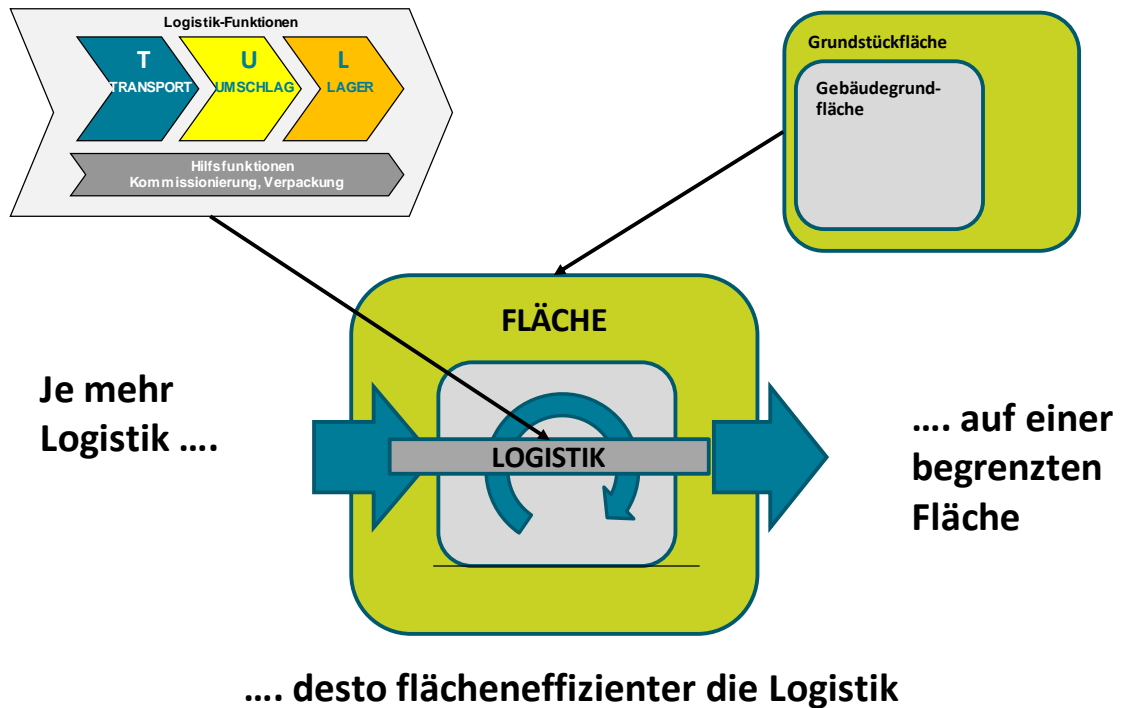 Logistik-Funktionen
T
TRANSPORT
U
UMSCHLAG
L
LAGER
Hilfsfunktionen
Kommissionierung, Verpackung
Grundstückfläche
Gebäudegrund-
fläche
FLÄCHE
Je mehr
Logistik ....
LOGISTIK
.... auf einer
begrenzten
Fläche
.... desto flächeneffizienter die Logistik